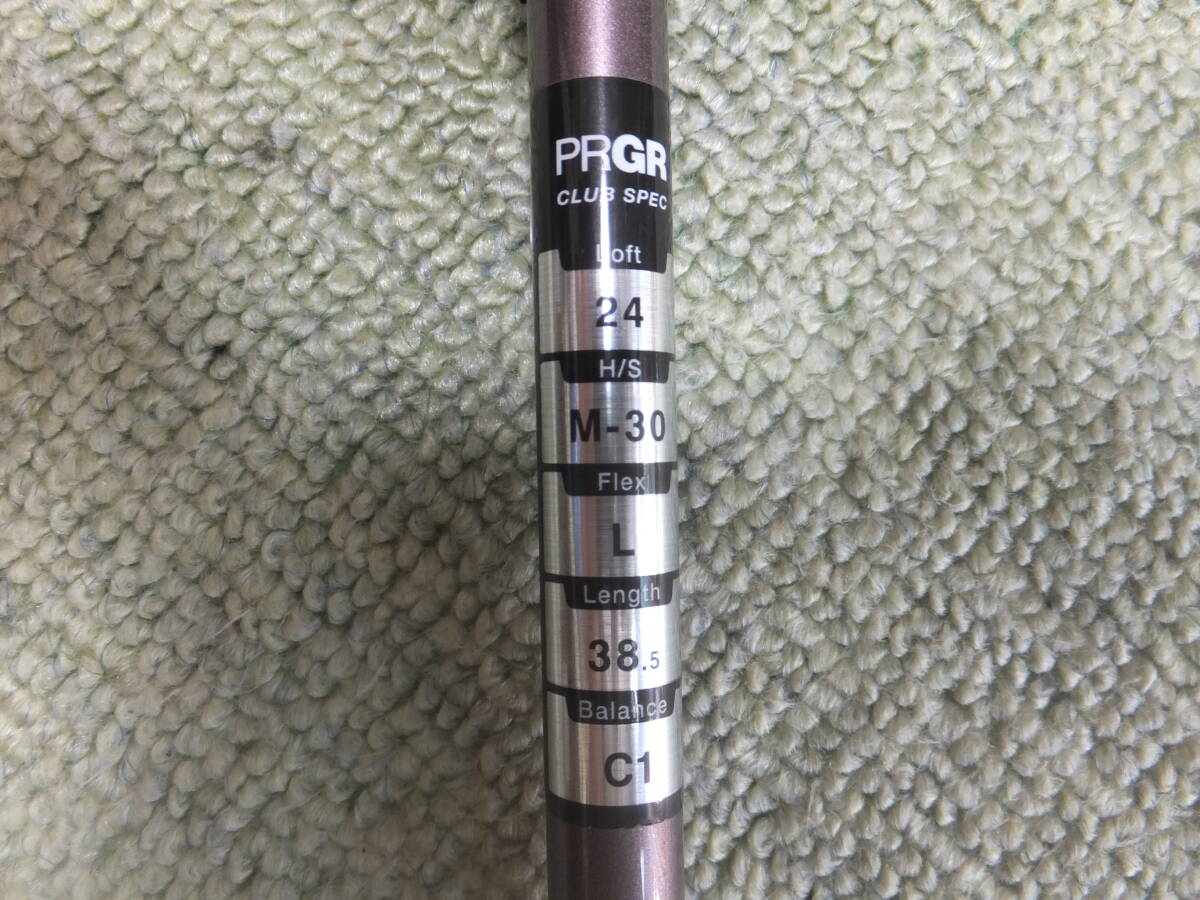 PRGR
CLUB SPEC
Loft
24
H/S
M-30
Flex
L
Length
38.5
Balance
C1